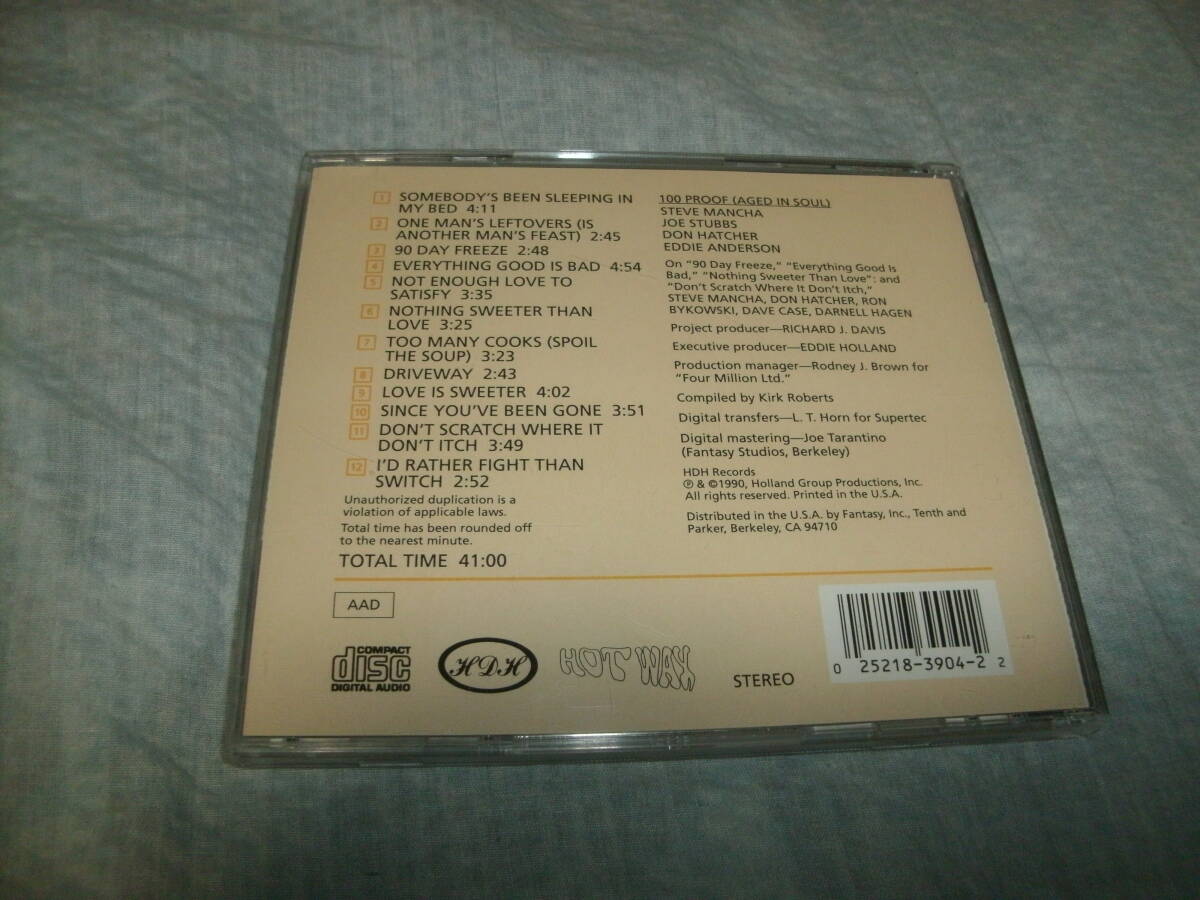 1 SOMEBODY'S BEEN SLEEPING IN
MY BED 4:11
2 ONE MAN'S LEFTOVERS (IS
ANOTHER MAN'S FEAST) 2:45
3 90 DAY FREEZE 2:48
4 EVERYTHING GOOD IS BAD 4:54
5 NOT ENOUGH LOVE TO
SATISFY 3:35
6 NOTHING SWEETER THAN
LOVE 3:25
7 TOO MANY COOKS (SPOIL
THE SOUP) 3:23
8 DRIVEWAY 2:43
9 LOVE IS SWEETER 4:02
10 SINCE YOU'VE BEEN GONE 3:51
11 DON'T SCRATCH WHERE IT
DON'T ITCH 3:49
12 I'D RATHER FIGHT THAN
SWITCH 2:52
Unauthorized duplication is a
violation of applicable laws.
Total time has been rounded off
to the nearest minute.
TOTAL TIME 41:00
100 PROOF (AGED IN SOUL)
STEVE MANCHA
JOE STUBBS
DON HATCHER
EDDIE ANDERSON
On "90 Day Freeze," "Everything Good Is
Bad," "Nothing Sweeter Than Love": and
"Don't Scratch Where It Don't Itch,"
STEVE MANCHA, DON HATCHER, RON
BYKOWSKI, DAVE CASE, DARNELL HAGEN
Project producer—RICHARD J. DAVIS
Executive producer—EDDIE HOLLAND
Production manager—Rodney J. Brown for
"Four Million Ltd."
Compiled by Kirk Roberts
Digital transfers—L. T. Horn for Supertec
Digital mastering—Joe Tarantino
(Fantasy Studios, Berkeley)
HDH Records
℗ & ©1990, Holland Group Productions, Inc.
All rights reserved. Printed in the U.S.A.
Distributed in the U.S.A. by Fantasy, Inc., Tenth and
Parker, Berkeley, CA 94710
AAD
COMPACT
disc
DIGITAL AUDIO
HDH
HOT WAX
STEREO
0 25218-3904-2 2